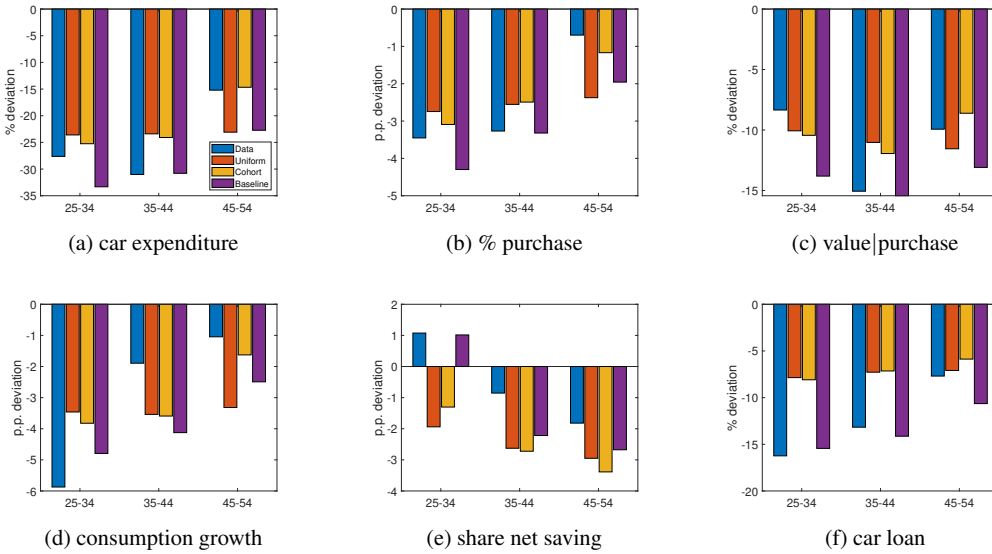 0
-5
-10
-15
-20
-25
-30
-35
% deviation
25-34 35-44 45-54
Data
Uniform
Cohort
Baseline
(a) car expenditure
0
-1
-2
-3
-4
-5
p.p. deviation
25-34 35-44 45-54
(b) % purchase
0
-5
-10
-15
% deviation
25-34 35-44 45-54
(c) value|purchase
0
-1
-2
-3
-4
-5
-6
p.p. deviation
25-34 35-44 45-54
(d) consumption growth
2
1
0
-1
-2
-3
-4
p.p. deviation
25-34 35-44 45-54
(e) share net saving
0
-5
-10
-15
-20
% deviation
25-34 35-44 45-54
(f) car loan